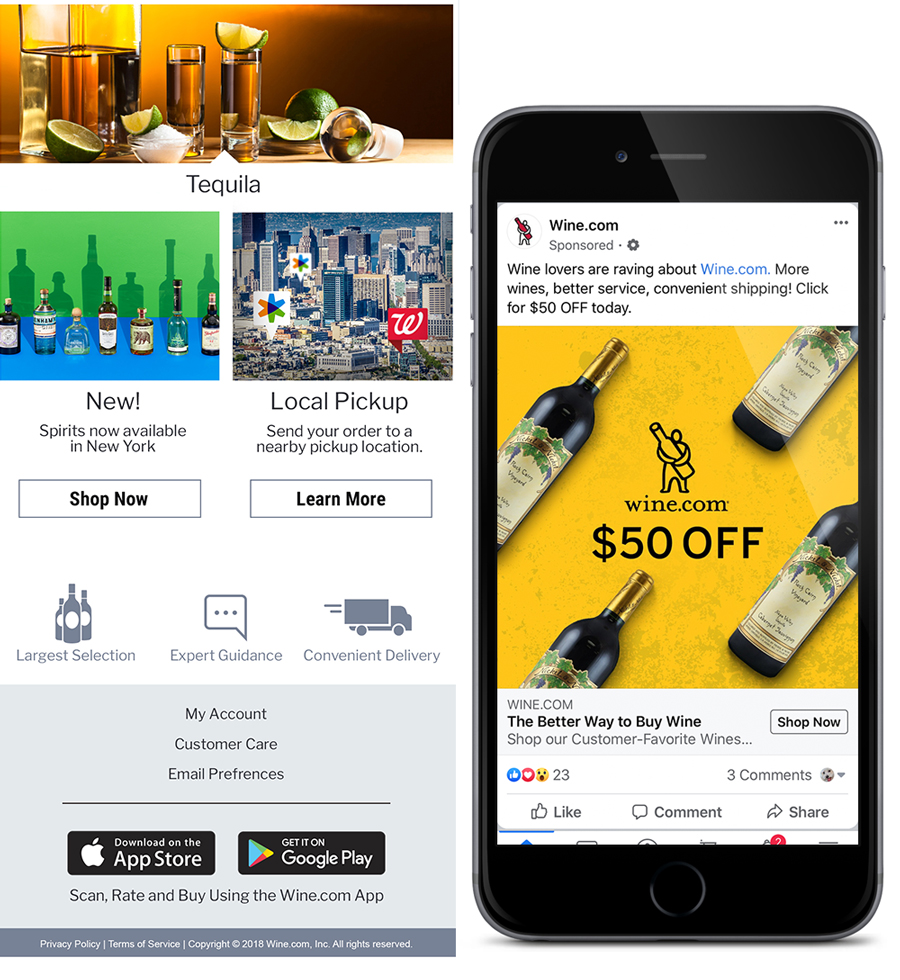 Tequila
New!
Spirits now available
in New York
Shop Now
Local Pickup
Send your order to a
nearby pickup location.
Learn More
Largest Selection
Expert Guidance
Convenient Delivery
My Account
Customer Care
Email Prefrences
Download on the
App Store
GET IT ON
Google Play
Scan, Rate and Buy Using the Wine.com App
Privacy Policy | Terms of Service | Copyright © 2018 Wine.com, Inc. All rights reserved.
Wine.com
Sponsored ·
Wine lovers are raving about Wine.com. More
wines, better service, convenient shipping! Click
for $50 OFF today.
wine.com
$50 OFF
WINE.COM
The Better Way to Buy Wine
Shop our Customer-Favorite Wines...
Shop Now
23
3 Comments
Like
Comment
Share
2